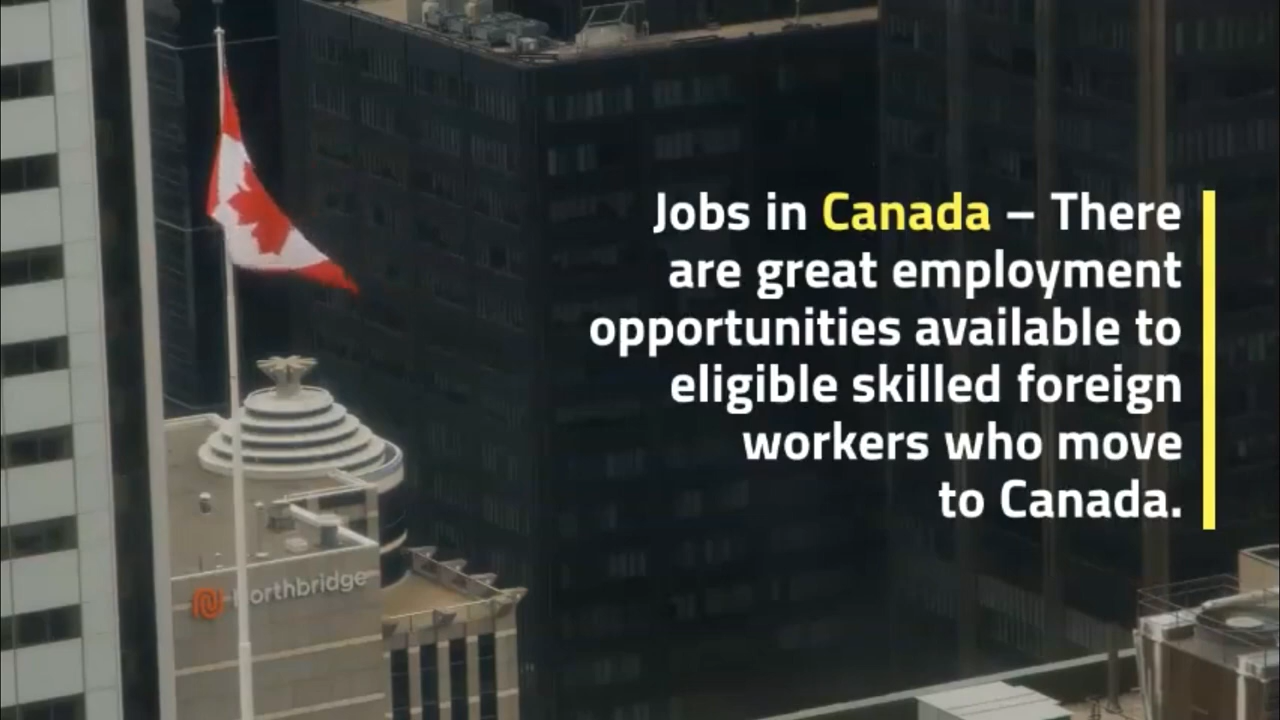 Jobs in Canada – There
are great employment
opportunities available to
eligible skilled foreign
workers who move
to Canada.
northbridge